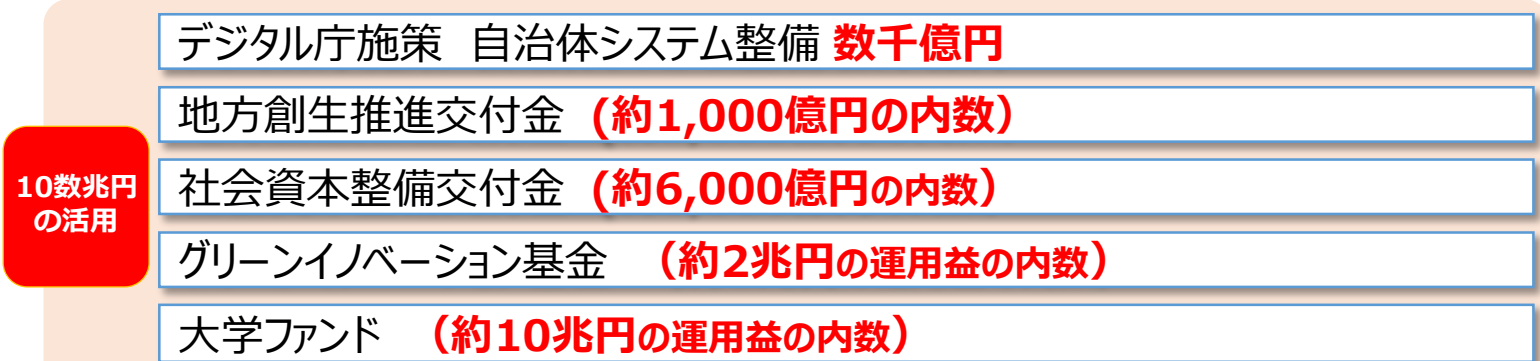 デジタル庁施策 自治体システム整備 数千億円
地方創生推進交付金 (約1,000億円の内数)
10数兆円
の活用
社会資本整備交付金 (約6,000億円の内数)
グリーンイノベーション基金 (約2兆円の運用益の内数)
大学ファンド (約10兆円の運用益の内数)